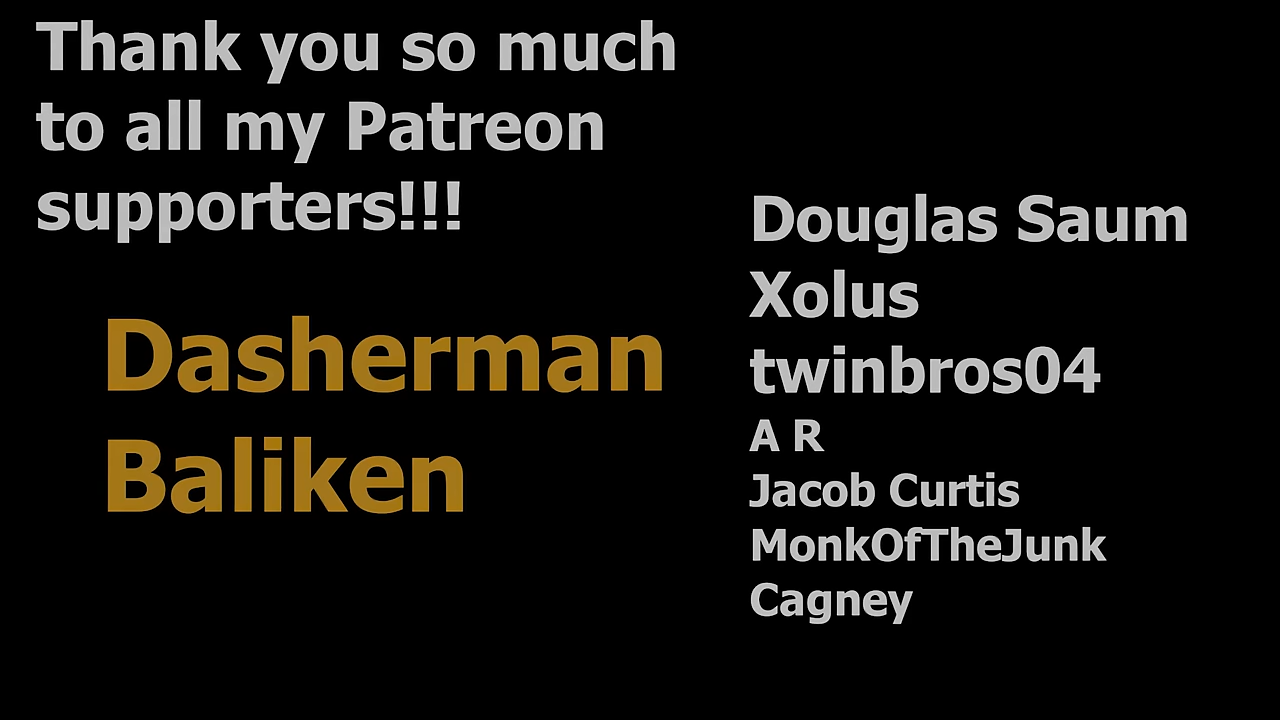 Thank you so much
to all my Patreon
supporters!!!
Dasherman
Baliken
Douglas Saum
Xolus
twinbros04
A R
Jacob Curtis
MonkOfTheJunk
Cagney